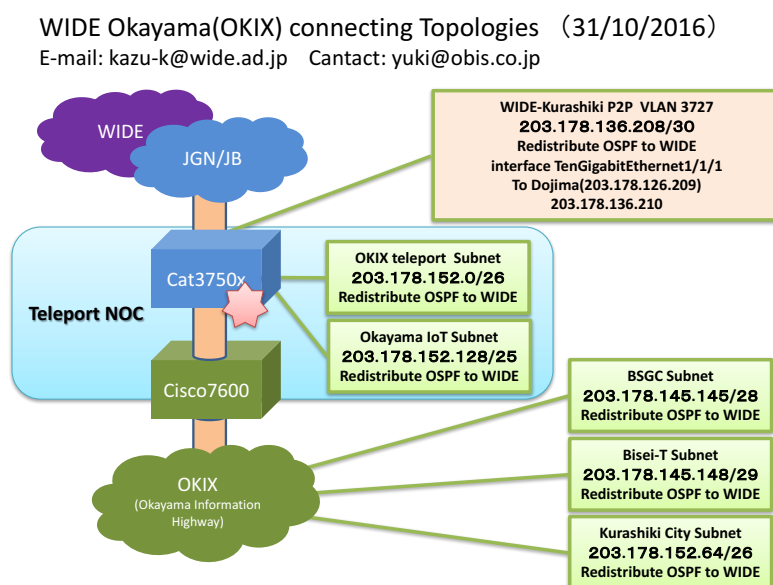 WIDE Okayama(OKIX) connecting Topologies （31/10/2016）
E-mail: kazu-k@wide.ad.jp Cantact: yuki@obis.co.jp
WIDE
JGN/JB
WIDE-Kurashiki P2P VLAN 3727
203.178.136.208/30
Redistribute OSPF to WIDE
interface TenGigabitEthernet1/1/1
To Dojima(203.178.126.209)
203.178.136.210
Teleport NOC
Cat3750x
OKIX teleport Subnet
203.178.152.0/26
Redistribute OSPF to WIDE
Okayama IoT Subnet
203.178.152.128/25
Redistribute OSPF to WIDE
Cisco7600
BSGC Subnet
203.178.145.145/28
Redistribute OSPF to WIDE
OKIX
(Okayama Information
Highway)
Bisei-T Subnet
203.178.145.148/29
Redistribute OSPF to WIDE
Kurashiki City Subnet
203.178.152.64/26
Redistribute OSPF to WIDE